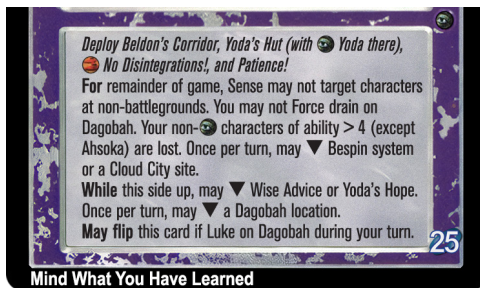 Deploy Beldon's Corridor, Yoda's Hut (with Yoda there),
No Disintegrations!, and Patience!
For remainder of game, Sense may not target characters
at non-battlegrounds. You may not Force drain on
Dagobah. Your non- characters of ability > 4 (except
Ahsoka) are lost. Once per turn, may ▼ Bespin system
or a Cloud City site.
While this side up, may ▼ Wise Advice or Yoda's Hope.
Once per turn, may ▼ a Dagobah location.
May flip this card if Luke on Dagobah during your turn.
25
Mind What You Have Learned